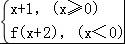 x+1，(x≥0)
f(x+2)，(x＜0)